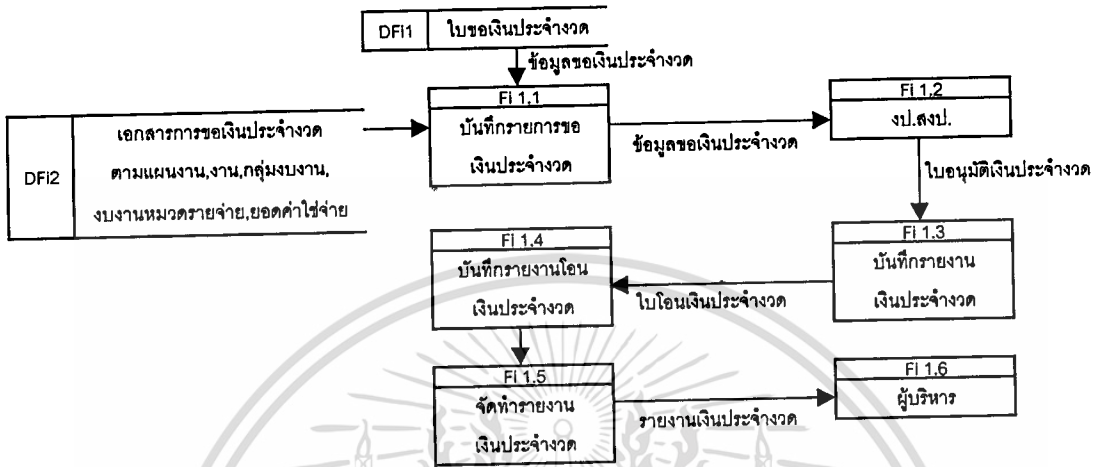 DFi1 ใบขอเงินประจำงวด
ข้อมูลขอเงินประจำงวด
Fi 1.1
บันทึกรายการขอ
เงินประจำงวด
ข้อมูลขอเงินประจำงวด
Fi 1.2
งป.สงป.
DFi2
เอกสารการขอเงินประจำงวด
ตามแผนงาน,งาน,กลุ่มงบงาน,
งบงานหมวดรายจ่าย,ยอดค่าใช่จ่าย
ใบอนุมัติเงินประจำงวด
Fi 1.3
บันทึกรายงาน
เงินประจำงวด
ใบโอนเงินประจำงวด
Fi 1.4
บันทึกรายงานโอน
เงินประจำงวด
Fi 1.5
จัดทำรายงาน
เงินประจำงวด
รายงานเงินประจำงวด
Fi 1.6
ผู้บริหาร